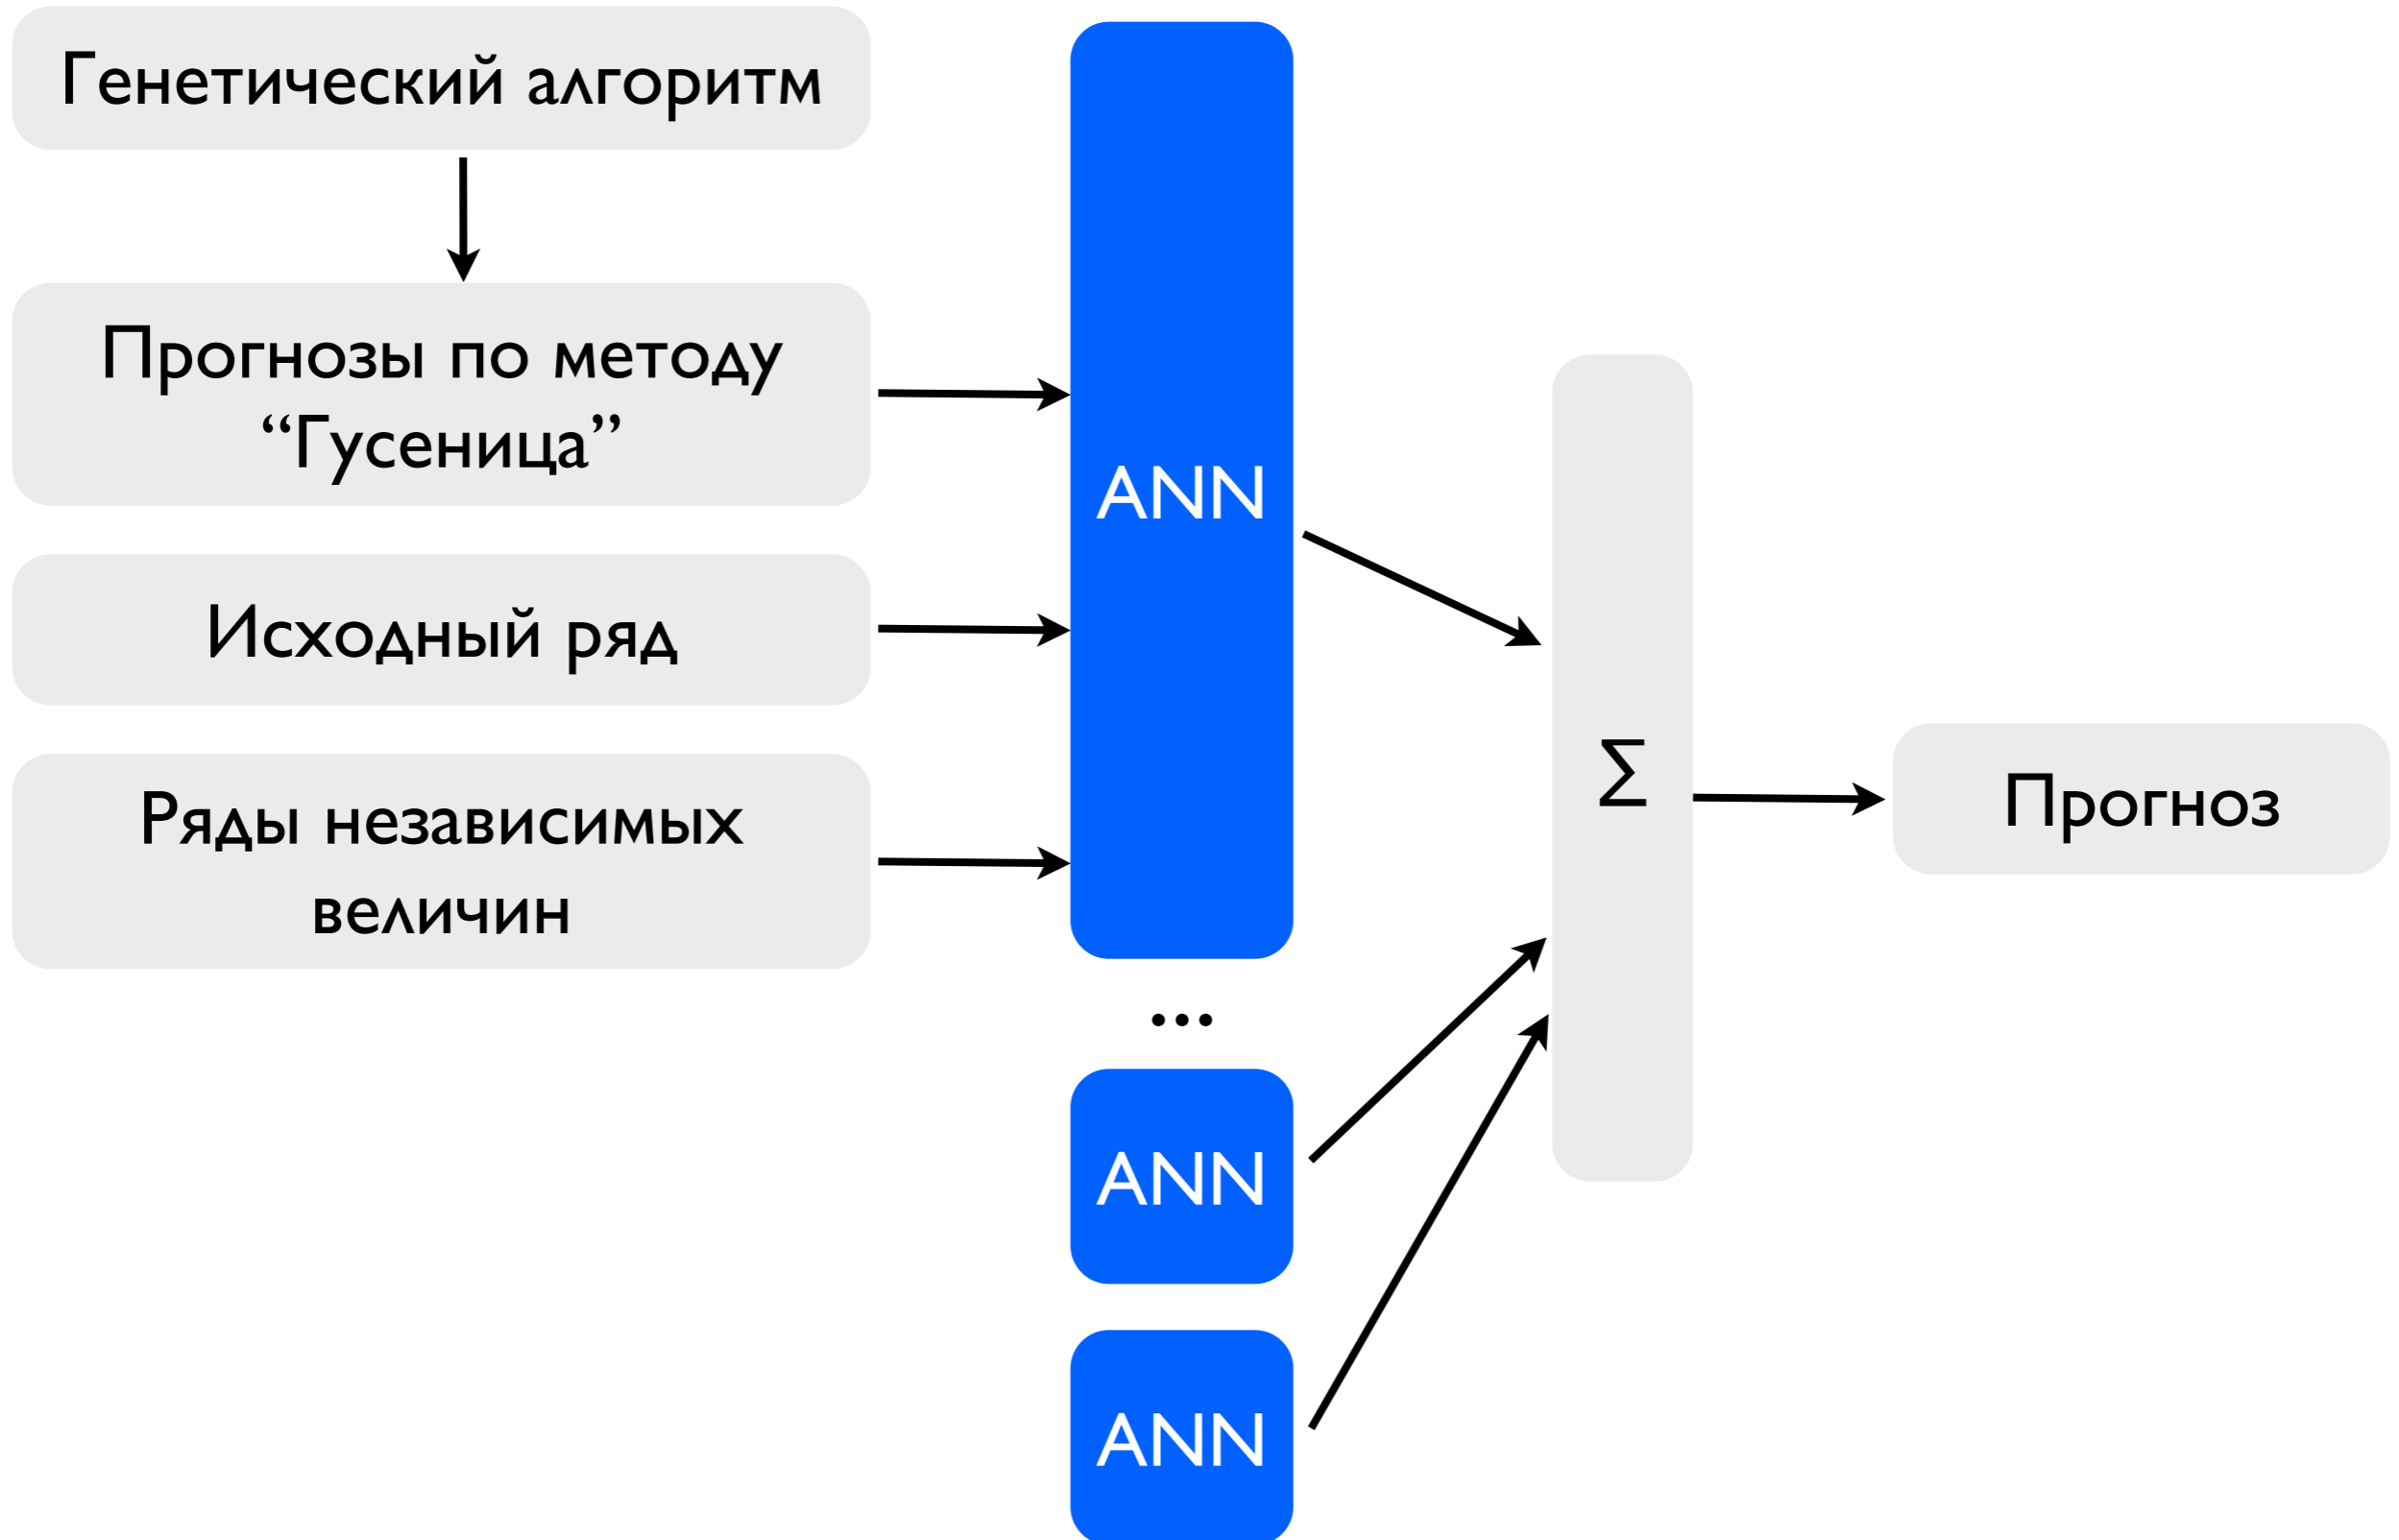 Генетический алгоритм
Прогнозы по методу
“Гусеница”
Исходный ряд
Ряды независимых
величин
ANN
...
ANN
ANN
∑
Прогноз